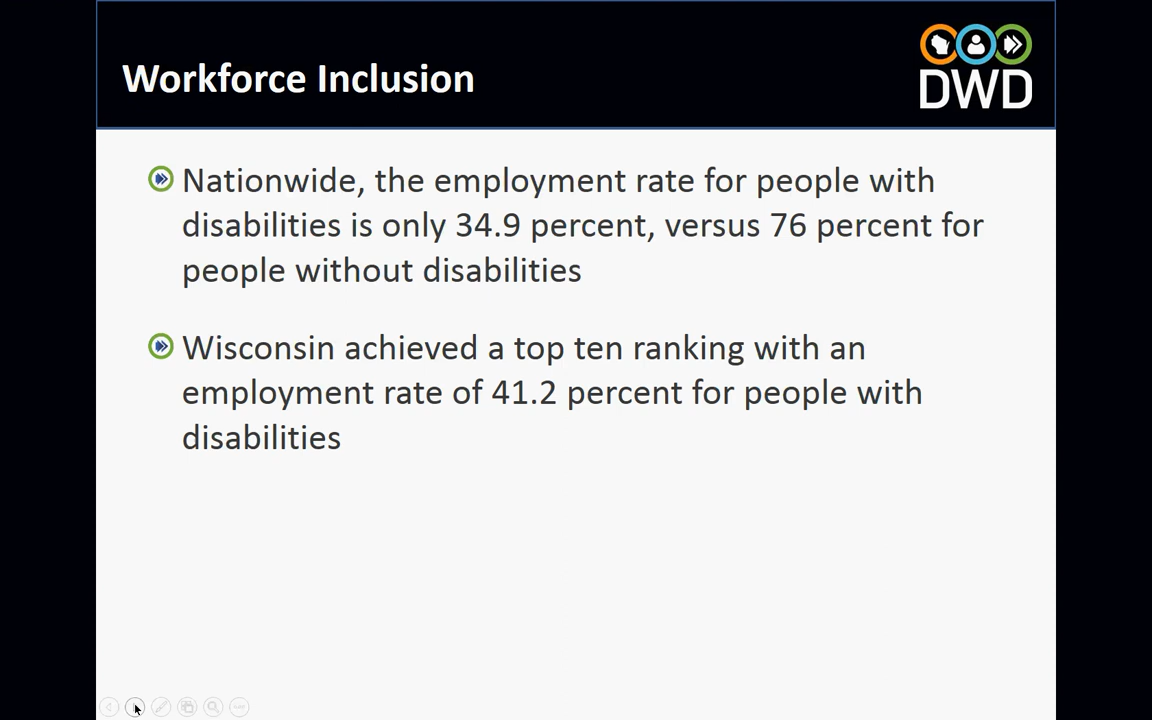 Workforce Inclusion
DWD
Nationwide, the employment rate for people with
disabilities is only 34.9 percent, versus 76 percent for
people without disabilities
Wisconsin achieved a top ten ranking with an
employment rate of 41.2 percent for people with
disabilities